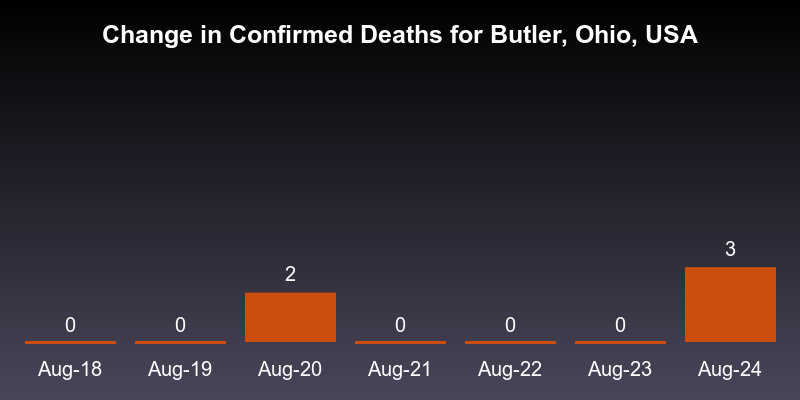 Change in Confirmed Deaths for Butler, Ohio, USA
3
2
0 0 0 0 0
Aug-18 Aug-19 Aug-20 Aug-21 Aug-22 Aug-23 Aug-24